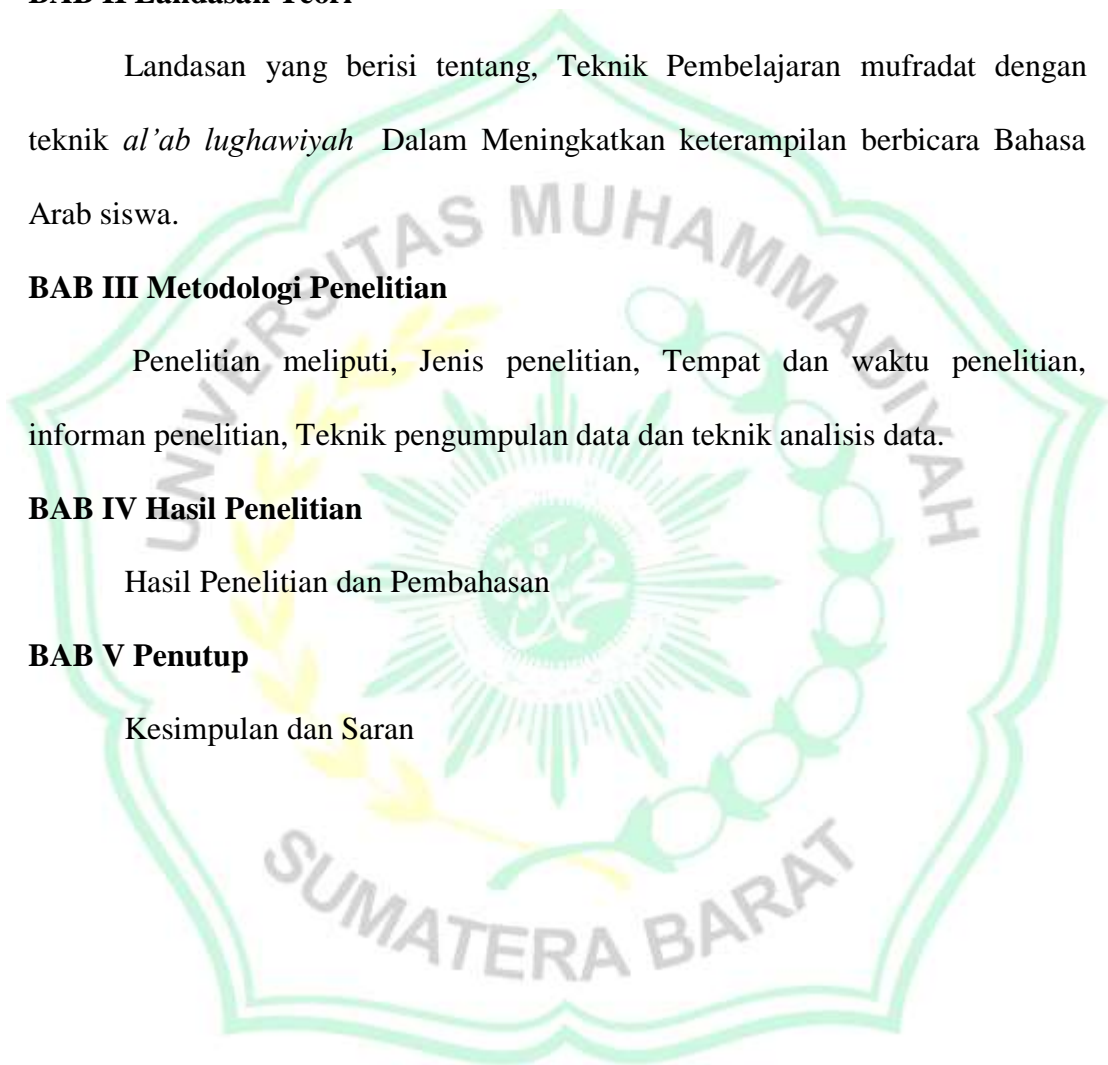 BAB II Landasan Teori
Landasan yang berisi tentang, Teknik Pembelajaran mufradat dengan
teknik al’ab lughawiyah Dalam Meningkatkan keterampilan berbicara Bahasa
Arab siswa.
BAB III Metodologi Penelitian
Penelitian meliputi, Jenis penelitian, Tempat dan waktu penelitian,
informan penelitian, Teknik pengumpulan data dan teknik analisis data.
BAB IV Hasil Penelitian
Hasil Penelitian dan Pembahasan
BAB V Penutup
Kesimpulan dan Saran
UNIVERSITAS MUHAMMADIYAH
SUMATERA BARAT